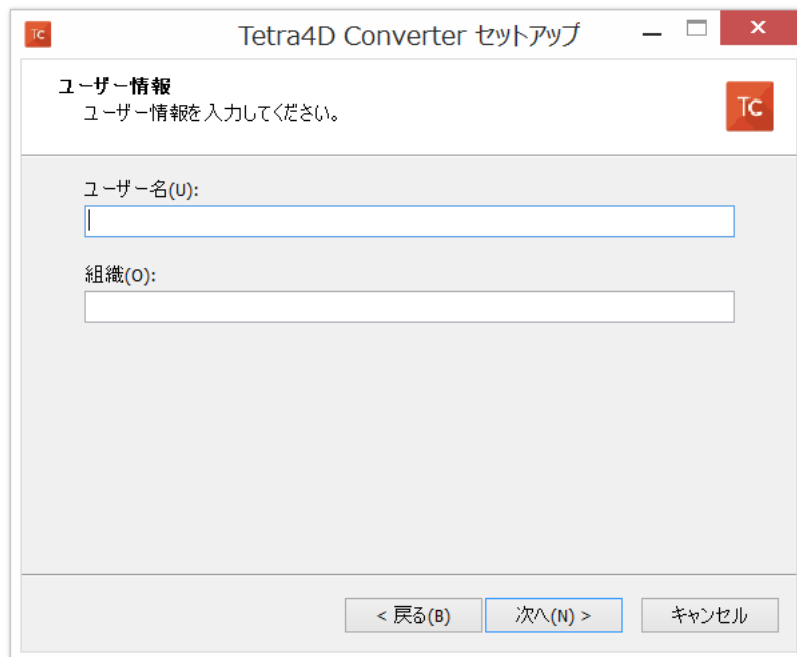 TC
Tetra4D Converter セットアップ
ユーザー情報
ユーザー情報を入力してください。
TC
ユーザー名(U):
組織(O):
< 戻る(B)
次へ(N) >
キャンセル